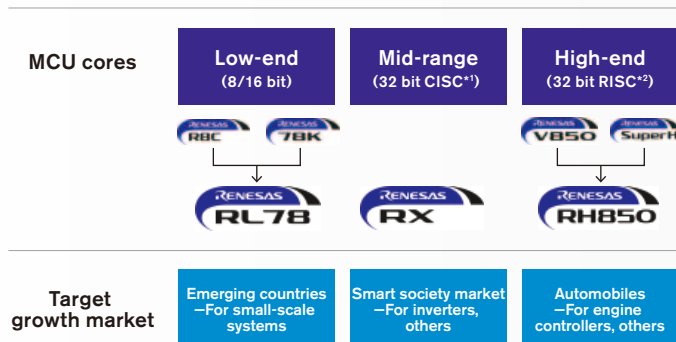 MCU cores
Low-end
(8/16 bit)
Mid-range
(32 bit CISC*1)
High-end
(32 bit RISC*2)
RENESAS
R8C
RENESAS
78K
RENESAS
V850
RENESAS
SuperH
RENESAS
RL78
RENESAS
RX
RENESAS
RH850
Target
growth market
Emerging countries
—For small-scale
systems
Smart society market
—For inverters,
others
Automobiles
—For engine
controllers, others